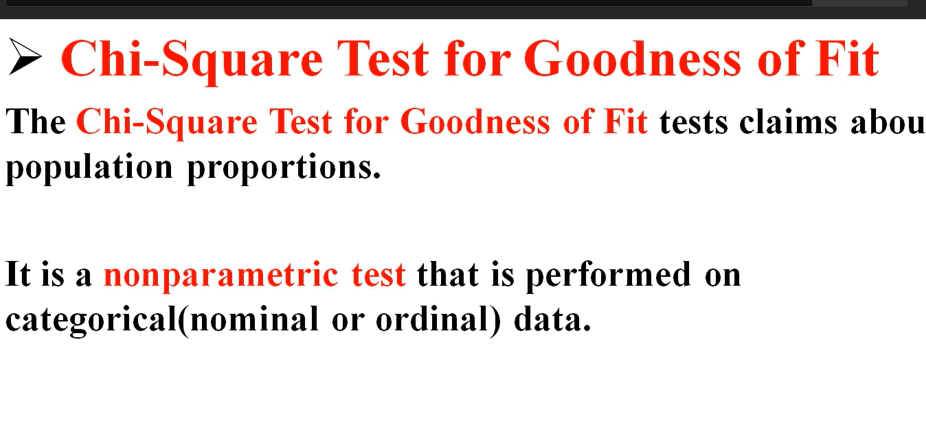 ➢ Chi-Square Test for Goodness of Fit
The Chi-Square Test for Goodness of Fit tests claims abou
population proportions.
It is a nonparametric test that is performed on
categorical(nominal or ordinal) data.